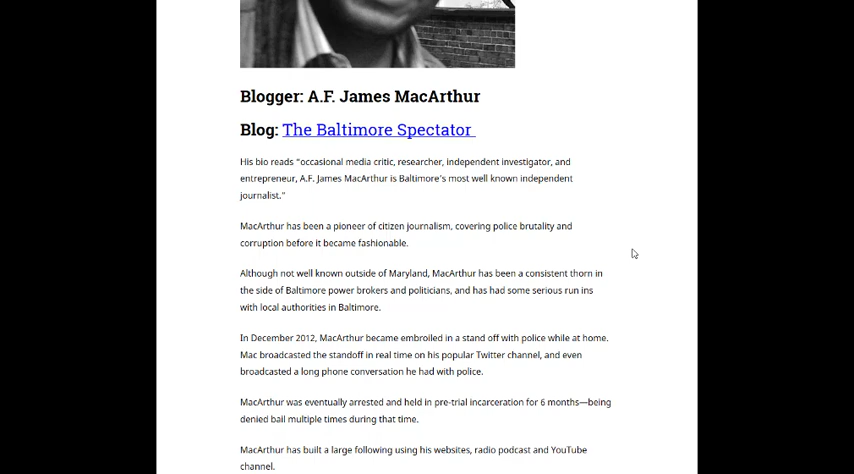 Blogger: A.F. James MacArthur
Blog: The Baltimore Spectator
His bio reads "occasional media critic, researcher, independent investigator, and
entrepreneur, A.F. James MacArthur is Baltimore's most well known independent
journalist."
MacArthur has been a pioneer of citizen journalism, covering police brutality and
corruption before it became fashionable.
Although not well known outside of Maryland, MacArthur has been a consistent thorn in
the side of Baltimore power brokers and politicians, and has had some serious run ins
with local authorities in Baltimore.
In December 2012, MacArthur became embroiled in a stand off with police while at home.
Mac broadcasted the standoff in real time on his popular Twitter channel, and even
broadcasted a long phone conversation he had with police.
MacArthur was eventually arrested and held in pre-trial incarceration for 6 months—being
denied bail multiple times during that time.
MacArthur has built a large following using his websites, radio podcast and YouTube
channel.